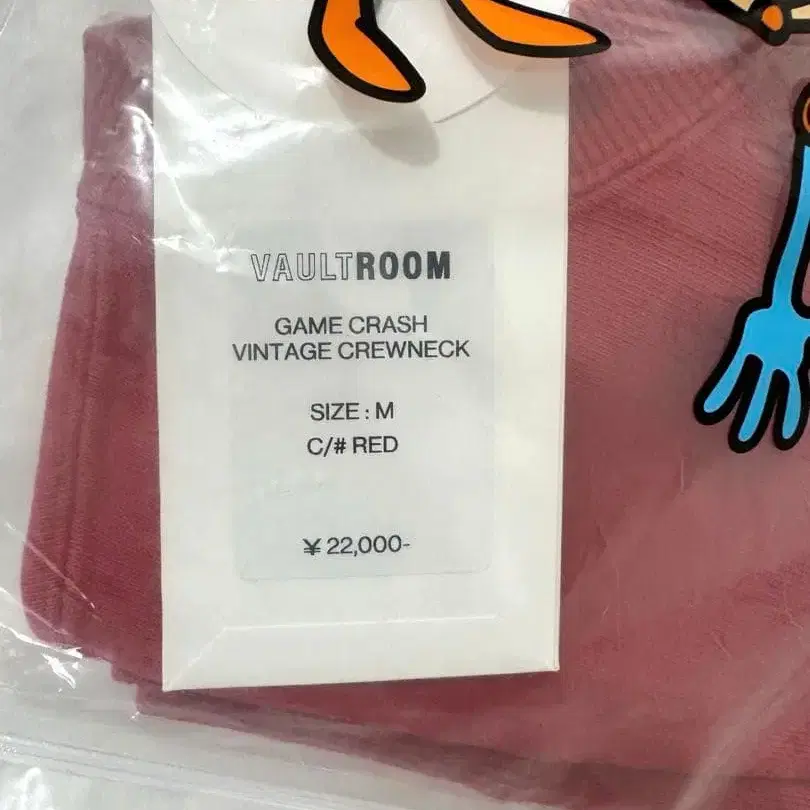 VAULTROOM
GAME CRASH
VINTAGE CREWNECK
SIZE : M
C/# RED
¥ 22,000-